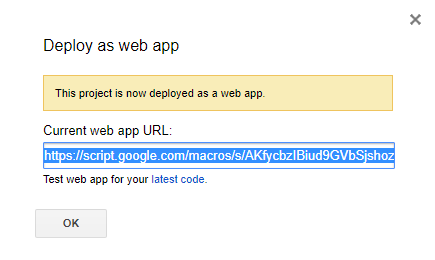 Deploy as web app
This project is now deployed as a web app.
Current web app URL:
https://script.google.com/macros/s/AKfycbzIBiud9GVbSjshoz
Test web app for your latest code.
OK